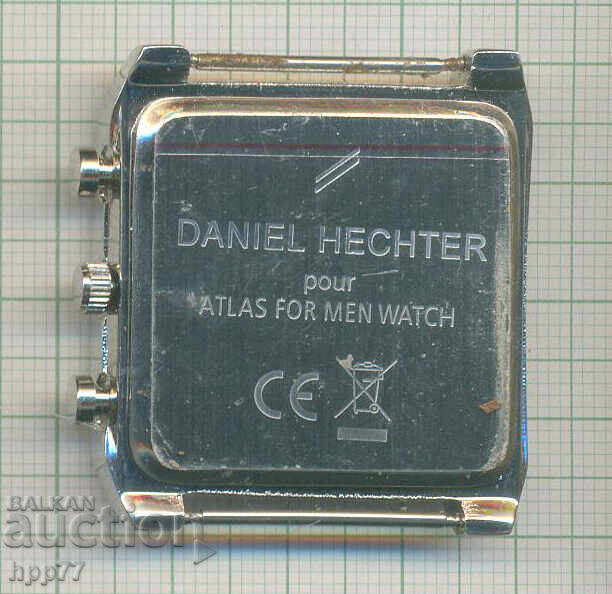 DANIEL HECHTER
pour
ATLAS FOR MEN WATCH
CE
BALKAN
auction
hpp77